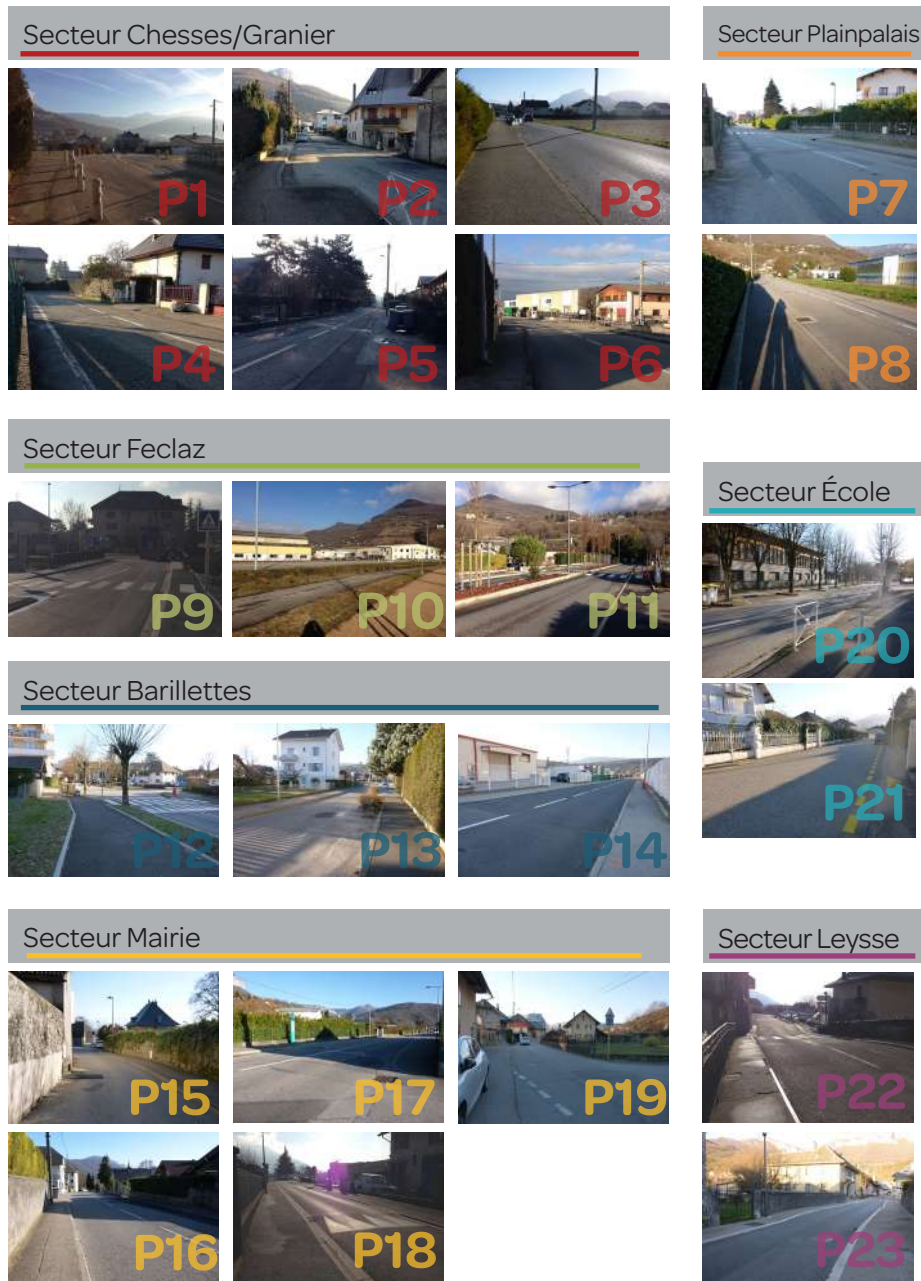 Secteur Chesses/Granier
P1
P2
P3
P4
P5
P6
Secteur Plainpalais
P7
P8
Secteur Feclaz
P9
P10
P11
Secteur École
P20
P21
Secteur Barillettes
P12
P13
P14
Secteur Mairie
P15
P17
P19
P16
P18
Secteur Leysse
P22
P23